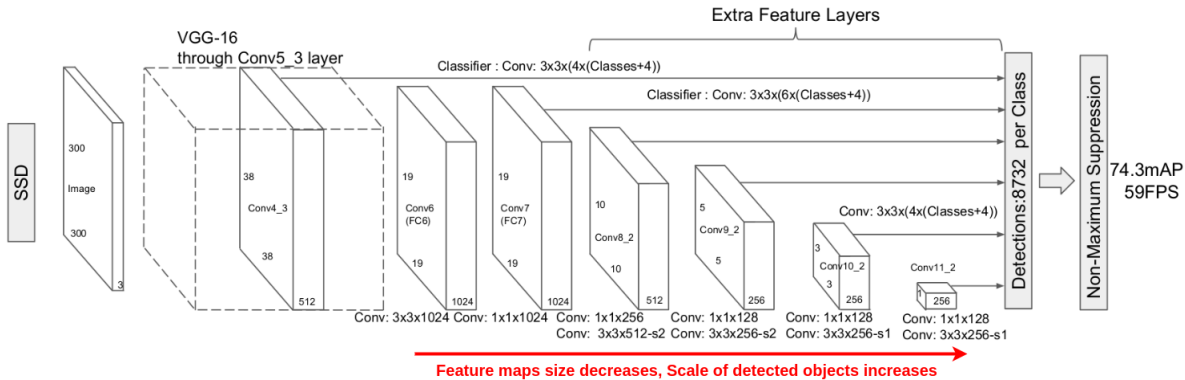 Extra Feature Layers
VGG-16
through Conv5_3 layer
Classifier : Conv: 3x3x(4x(Classes+4))
Classifier : Conv: 3x3x(6x(Classes+4))
SSD
300
Image
300
3
38
Conv4_3
38
512
19
Conv6
(FC6)
19
1024
19
Conv7
(FC7)
19
1024
10
Conv8_2
10
512
5
Conv9_2
5
256
Conv: 3x3x(4x(Classes+4))
3
Conv10_2
3
256
Conv11_2
1
256
Detections:8732 per Class
Non-Maximum Suppression
74.3mAP
59FPS
Conv: 3x3x1024
Conv: 1x1x1024
Conv: 1x1x256
Conv: 3x3x512-s2
Conv: 1x1x128
Conv: 3x3x256-s2
Conv: 1x1x128
Conv: 3x3x256-s1
Conv: 1x1x128
Conv: 3x3x256-s1
Feature maps size decreases, Scale of detected objects increases